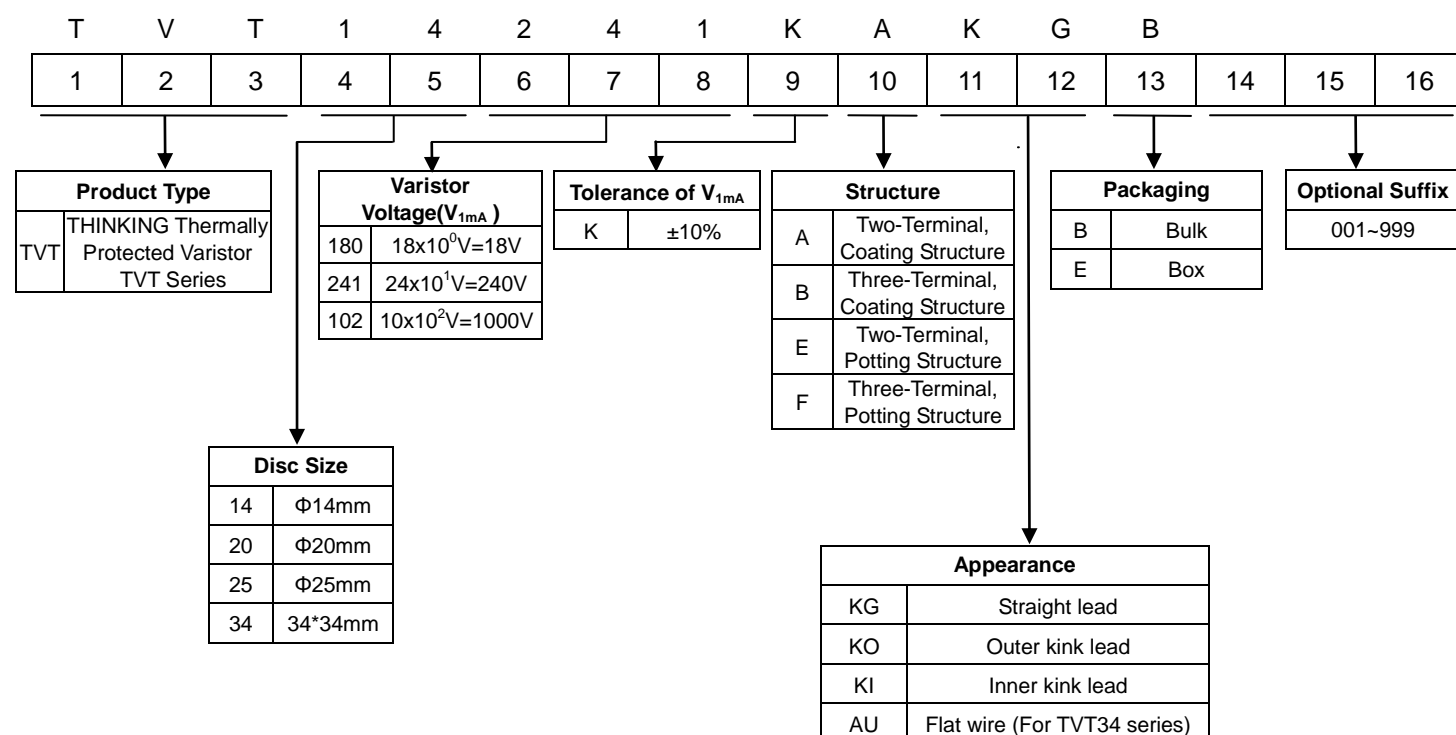 T V T 1 4 2 4 1 K A K G B
1 2 3 4 5 6 7 8 9 10 11 12 13 14 15 16
Product Type
TVT THINKING Thermally
Protected Varistor
TVT Series
Varistor
Voltage(V1mA )
180 18x10⁰V=18V
241 24x10¹V=240V
102 10x10²V=1000V
Tolerance of V1mA
K ±10%
Structure
A Two-Terminal,
Coating Structure
B Three-Terminal,
Coating Structure
E Two-Terminal,
Potting Structure
F Three-Terminal,
Potting Structure
Packaging
B Bulk
E Box
Optional Suffix
001~999
Disc Size
14 Φ14mm
20 Φ20mm
25 Φ25mm
34 34*34mm
Appearance
KG Straight lead
KO Outer kink lead
KI Inner kink lead
AU Flat wire (For TVT34 series)